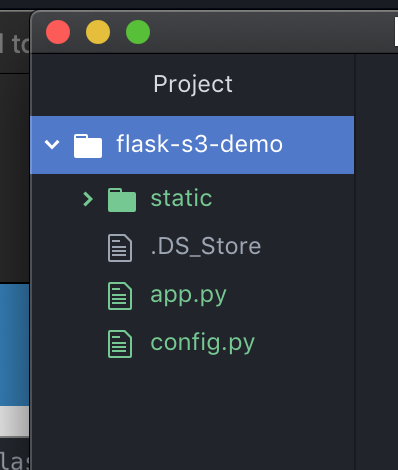 Project
flask-s3-demo
static
.DS_Store
app.py
config.py